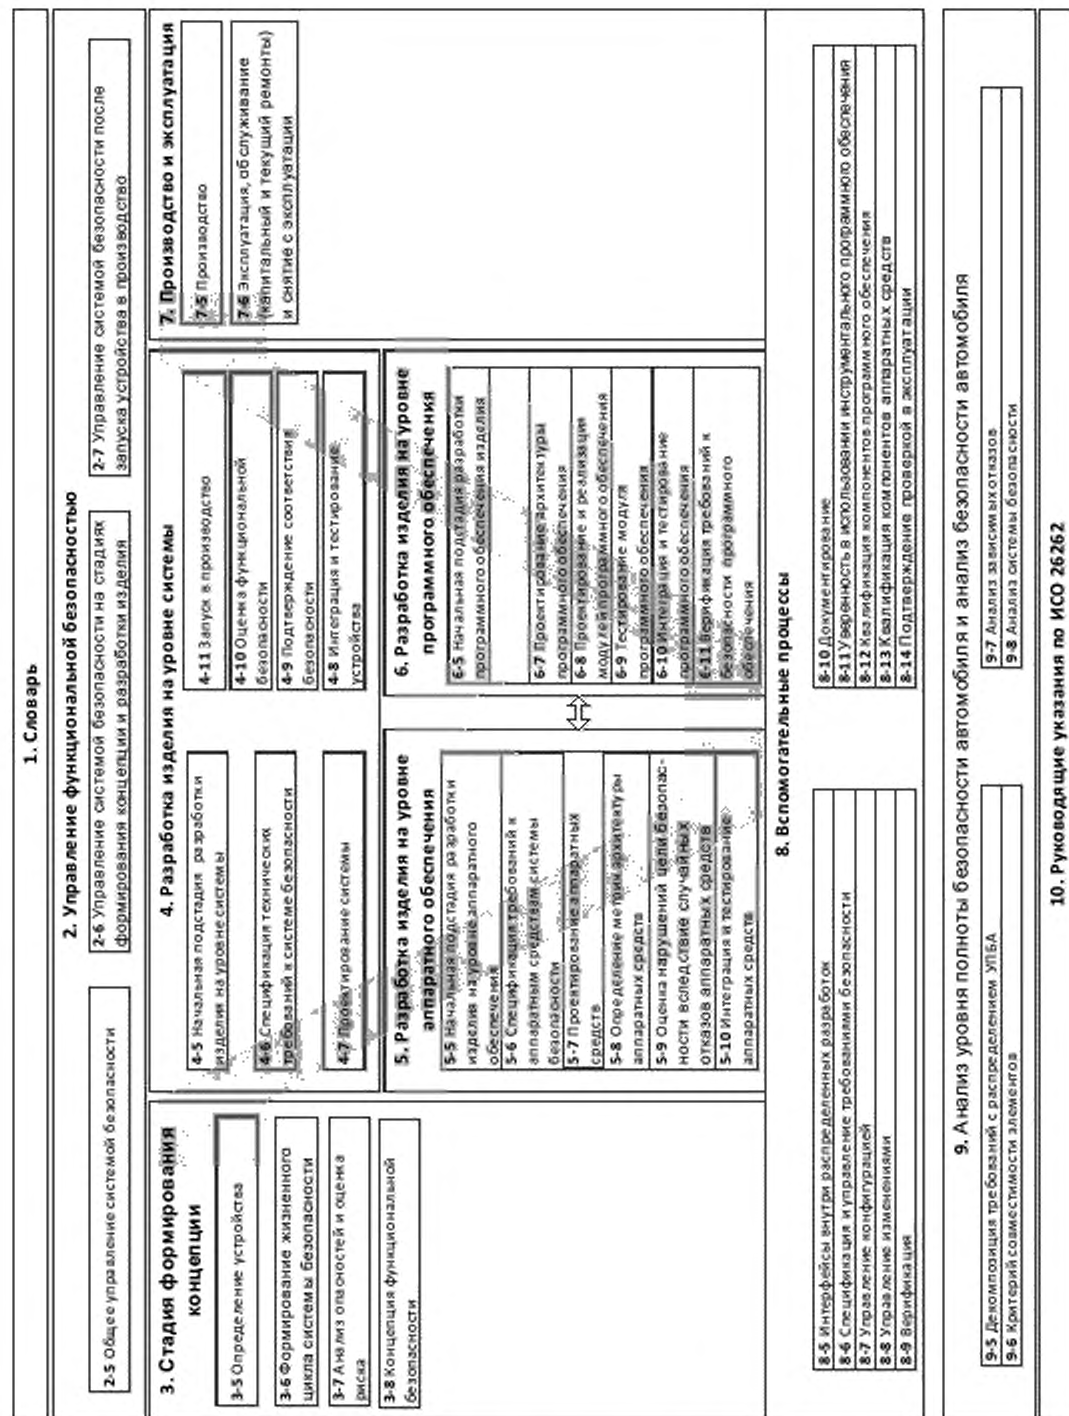 1. Словарь
2. Управление функциональной безопасностью
2-5 Общее управление системой безопасности
2-6 Управление системой безопасности на стадиях
формирования концепции и разработки изделия
2-7 Управление системой безопасности после
запуска устройства в производство
3. Стадия формирования
концепции
3-5 Определение устройства
3-6 Формирование жизненного
цикла системы безопасности
3-7 Анализ опасностей и оценка
риска
3-8 Концепция функциональной
безопасности
4. Разработка изделия на уровне системы
4-5 Начальная подстадия разработки
изделия на уровне системы
4-6 Спецификация технических
требований к системе безопасности
4-7 Проектирование системы
4-11 Запуск в производство
4-10 Оценка функциональной
безопасности
4-9 Подтверждение соответствия
безопасности
4-8 Интеграция и тестирование
устройства
7. Производство и эксплуатация
7-5 Производство
7-6 Эксплуатация, обслуживание
(капитальный и текущий ремонты)
и снятие с эксплуатации
5. Разработка изделия на уровне
аппаратного обеспечения
5-5 Начальная подстадия разработки
изделия на уровне аппаратного
обеспечения
5-6 Спецификация требований к
аппаратным средствам системы
безопасности
5-7 Проектирование аппаратных
средств
5-8 Определение метрик архитектуры
аппаратных средств
5-9 Оценка нарушений цели безопас-
ности вследствие случайных
отказов аппаратных средств
5-10 Интеграция и тестирование
аппаратных средств
6. Разработка изделия на уровне
программного обеспечения
6-5 Начальная подстадия разработки
программного обеспечения изделия
6-7 Проектирование архитектуры
программного обеспечения
6-8 Проектирование и реализация
модулей программного обеспечения
6-9 Тестирование модуля
программного обеспечения
6-10 Интеграция и тестирование
программного обеспечения
6-11 Верификация требований к
безопасности программного
обеспечения
8. Вспомогательные процессы
8-5 Интерфейсы внутри распределенных разработок
8-6 Спецификация и управление требованиями безопасности
8-7 Управление конфигурацией
8-8 Управление изменениями
8-9 Верификация
8-10 Документирование
8-11 Уверенность в использовании инструментального программного обеспечения
8-12 Квалификация компонентов программного обеспечения
8-13 Квалификация компонентов аппаратных средств
8-14 Подтверждение проверкой в эксплуатации
9. Анализ уровня полноты безопасности автомобиля и анализ безопасности автомобиля
9-5 Декомпозиция требований с распределением УПБА
9-6 Критерий совместимости элементов
9-7 Анализ зависимых отказов
9-8 Анализ системы безопасности
10. Руководящие указания по ИСО 26262